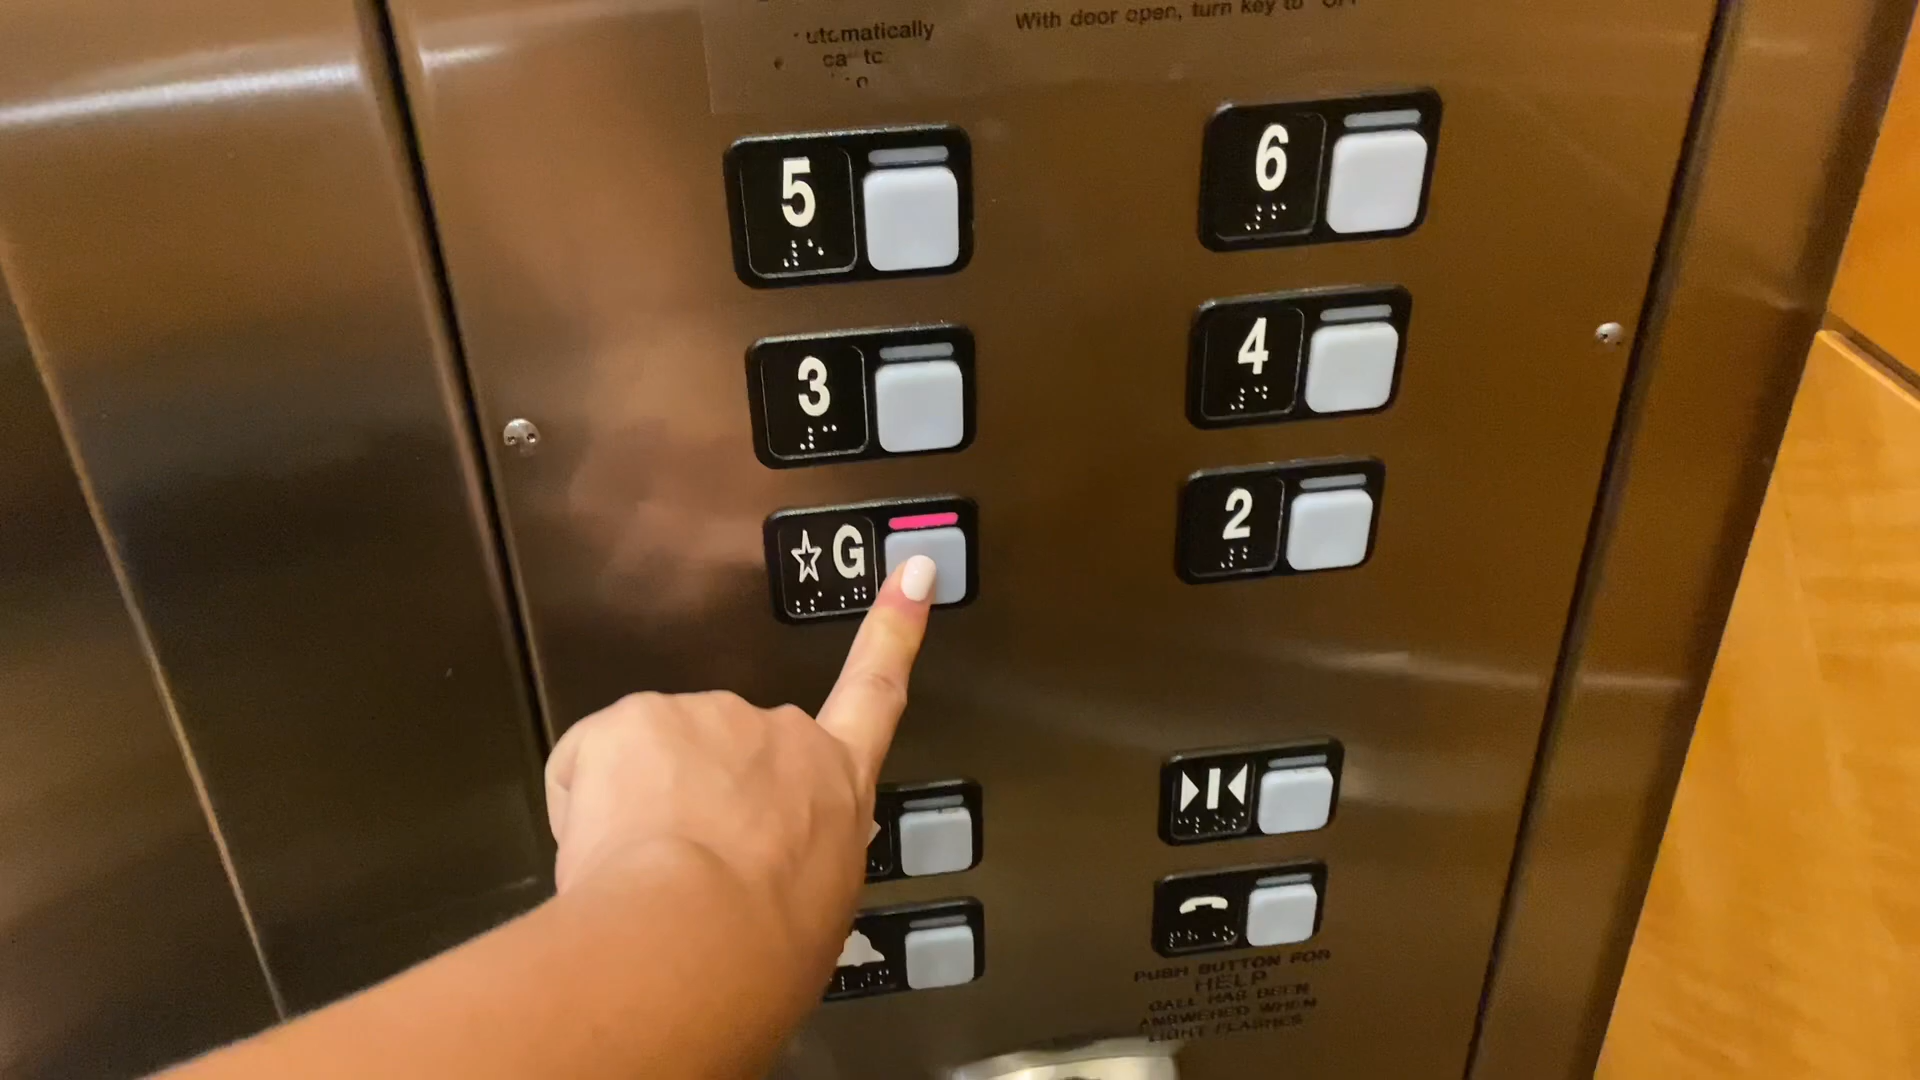 With door open, turn key to
5
6
3
4
☆ G
2
PUSH BUTTON FOR
HELP
CALL HAS BEEN
ANSWERED WHEN
LIGHT FLASHES